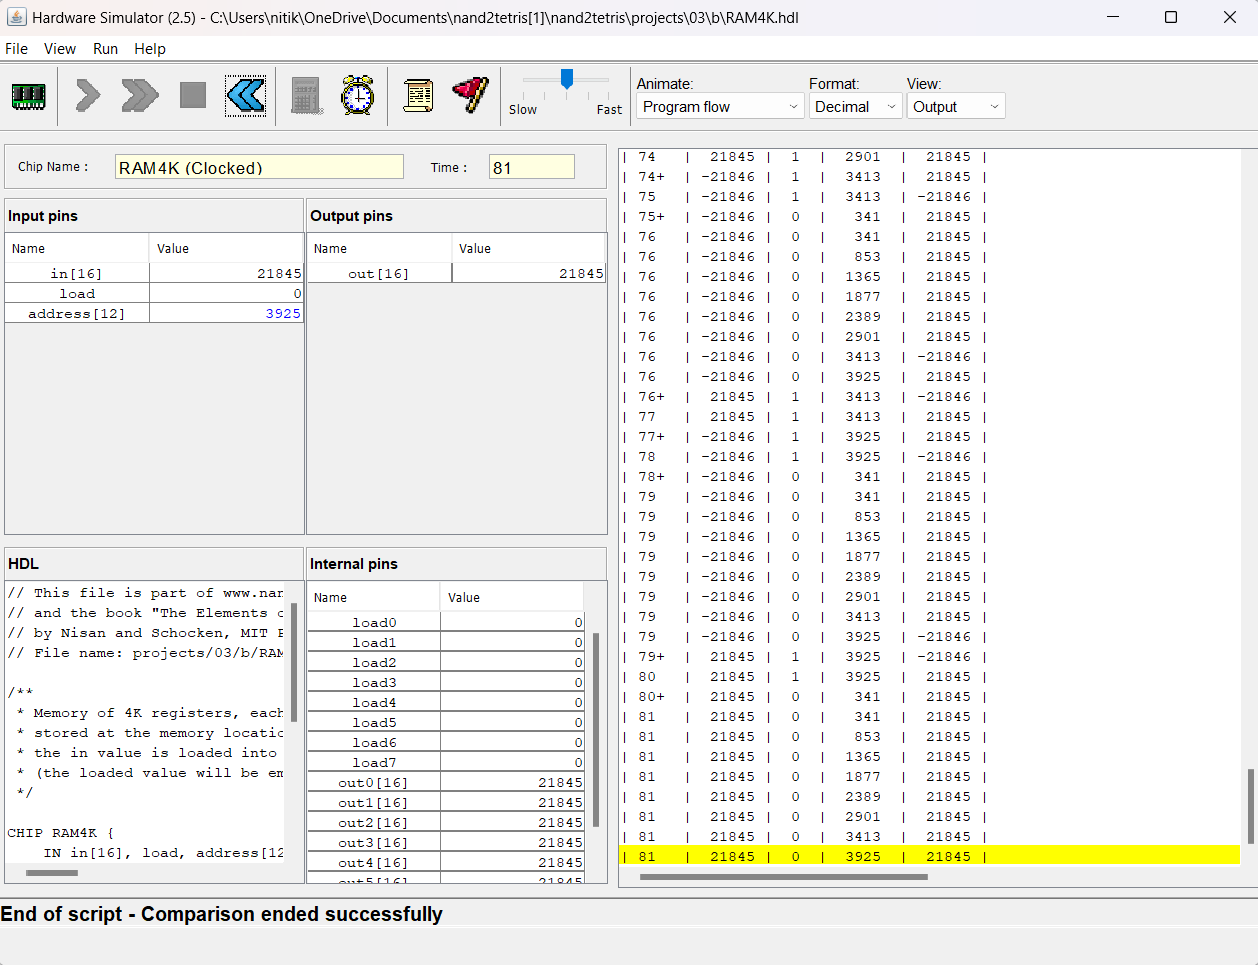 Hardware Simulator (2.5) - C:\Users\nitik\OneDrive\Documents\nand2tetris[1]\nand2tetris\projects\03\b\RAM4K.hdl
File View Run Help
Slow Fast
Animate: Format: View:
Program flow Decimal Output
Chip Name : RAM4K (Clocked) Time : 81
Input pins
Name Value
in[16] 21845
load 0
address[12] 3925
Output pins
Name Value
out[16] 21845
HDL
// This file is part of www.nan
// and the book "The Elements o
// by Nisan and Schocken, MIT P
// File name: projects/03/b/RAM
/**
* Memory of 4K registers, each
* stored at the memory locatio
* the in value is loaded into
* (the loaded value will be em
*/
CHIP RAM4K {
IN in[16], load, address[12
Internal pins
Name Value
load0 0
load1 0
load2 0
load3 0
load4 0
load5 0
load6 0
load7 0
out0[16] 21845
out1[16] 21845
out2[16] 21845
out3[16] 21845
out4[16] 21845
out5[16] 21845
| 74 | 21845 | 1 | 2901 | 21845 |
| 74+ | -21846 | 1 | 3413 | 21845 |
| 75 | -21846 | 1 | 3413 | -21846 |
| 75+ | -21846 | 0 | 341 | 21845 |
| 76 | -21846 | 0 | 341 | 21845 |
| 76 | -21846 | 0 | 853 | 21845 |
| 76 | -21846 | 0 | 1365 | 21845 |
| 76 | -21846 | 0 | 1877 | 21845 |
| 76 | -21846 | 0 | 2389 | 21845 |
| 76 | -21846 | 0 | 2901 | 21845 |
| 76 | -21846 | 0 | 3413 | -21846 |
| 76 | -21846 | 0 | 3925 | 21845 |
| 76+ | 21845 | 1 | 3413 | -21846 |
| 77 | 21845 | 1 | 3413 | 21845 |
| 77+ | -21846 | 1 | 3925 | 21845 |
| 78 | -21846 | 1 | 3925 | -21846 |
| 78+ | -21846 | 0 | 341 | 21845 |
| 79 | -21846 | 0 | 341 | 21845 |
| 79 | -21846 | 0 | 853 | 21845 |
| 79 | -21846 | 0 | 1365 | 21845 |
| 79 | -21846 | 0 | 1877 | 21845 |
| 79 | -21846 | 0 | 2389 | 21845 |
| 79 | -21846 | 0 | 2901 | 21845 |
| 79 | -21846 | 0 | 3413 | 21845 |
| 79 | -21846 | 0 | 3925 | -21846 |
| 79+ | 21845 | 1 | 3925 | -21846 |
| 80 | 21845 | 1 | 3925 | 21845 |
| 80+ | 21845 | 0 | 341 | 21845 |
| 81 | 21845 | 0 | 341 | 21845 |
| 81 | 21845 | 0 | 853 | 21845 |
| 81 | 21845 | 0 | 1365 | 21845 |
| 81 | 21845 | 0 | 1877 | 21845 |
| 81 | 21845 | 0 | 2389 | 21845 |
| 81 | 21845 | 0 | 2901 | 21845 |
| 81 | 21845 | 0 | 3413 | 21845 |
| 81 | 21845 | 0 | 3925 | 21845 |
End of script - Comparison ended successfully